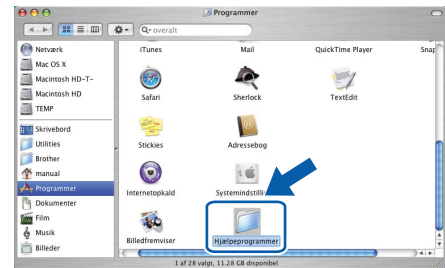 Programmer
overalt
Netværk
Mac OS X
Macintosh HD-T-
Macintosh HD
TEMP
Skrivebord
Utilities
Brother
manual
Programmer
Dokumenter
Film
Musik
Billeder
iTunes
Mail
QuickTime Player
Snap
Safari
Sherlock
TextEdit
Stickies
Adressebog
Internetopkald
Systemindstilli
Billedfremviser
Hjælpeprogrammer
1 af 28 valgt, 11.28 GB disponibel